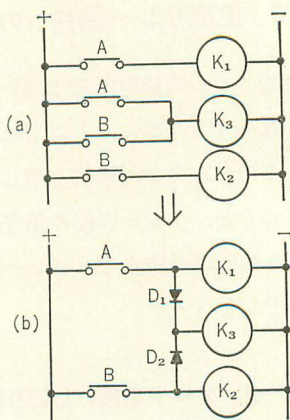 + −
A K₁
A
(a) K₃
B
B K₂
+ −
A K₁
D₁
(b) K₃
D₂
B K₂